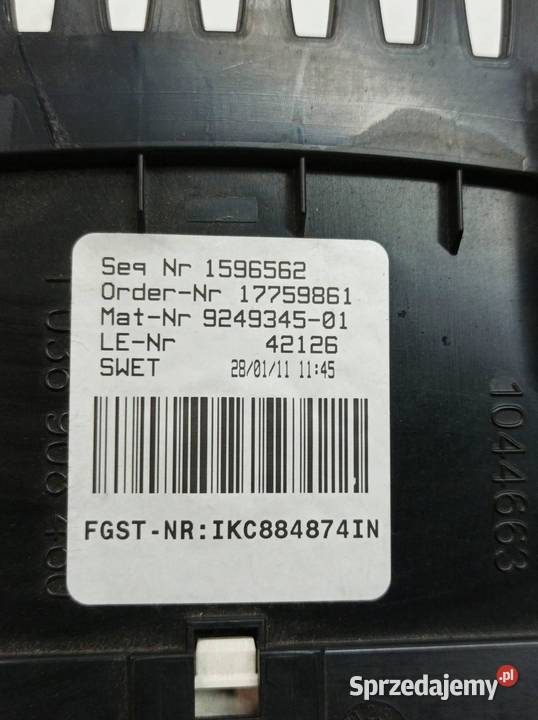 Seq Nr 1596562
Order-Nr 17759861
Mat-Nr 9249345-01
LE-Nr 42126
SWET 28/01/11 11:45
FGST-NR:IKC884874IN
10446663
Sprzedajemy.pl